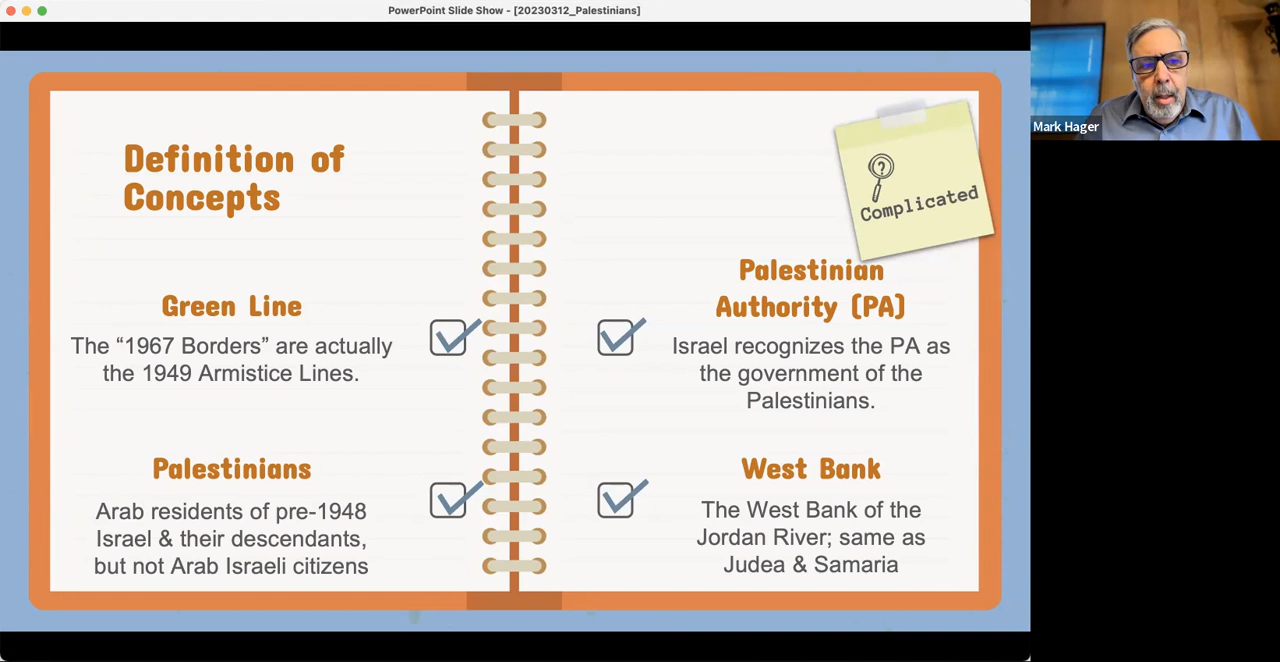 PowerPoint Slide Show - [20230312_Palestinians]
Mark Hager
Definition of
Concepts
Complicated
Green Line
The “1967 Borders” are actually
the 1949 Armistice Lines.
Palestinian
Authority (PA)
Israel recognizes the PA as
the government of the
Palestinians.
Palestinians
Arab residents of pre-1948
Israel & their descendants,
but not Arab Israeli citizens
West Bank
The West Bank of the
Jordan River; same as
Judea & Samaria